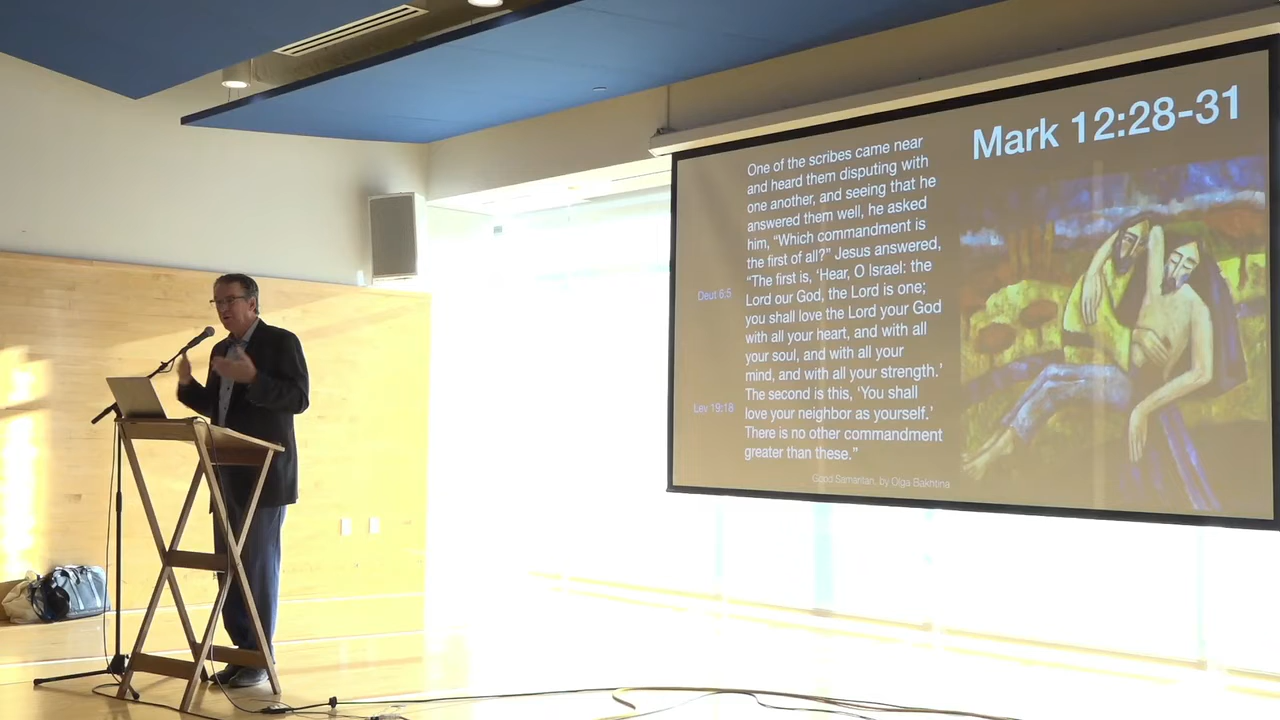 Mark 12:28-31
One of the scribes came near
and heard them disputing with
one another, and seeing that he
answered them well, he asked
him, “Which commandment is
the first of all?” Jesus answered,
“The first is, ‘Hear, O Israel: the
Lord our God, the Lord is one;
you shall love the Lord your God
with all your heart, and with all
your soul, and with all your
mind, and with all your strength.’
The second is this, ‘You shall
love your neighbor as yourself.’
There is no other commandment
greater than these.”
Deut 6:5
Lev 19:18
Good Samaritan, by Olga Bakhtina